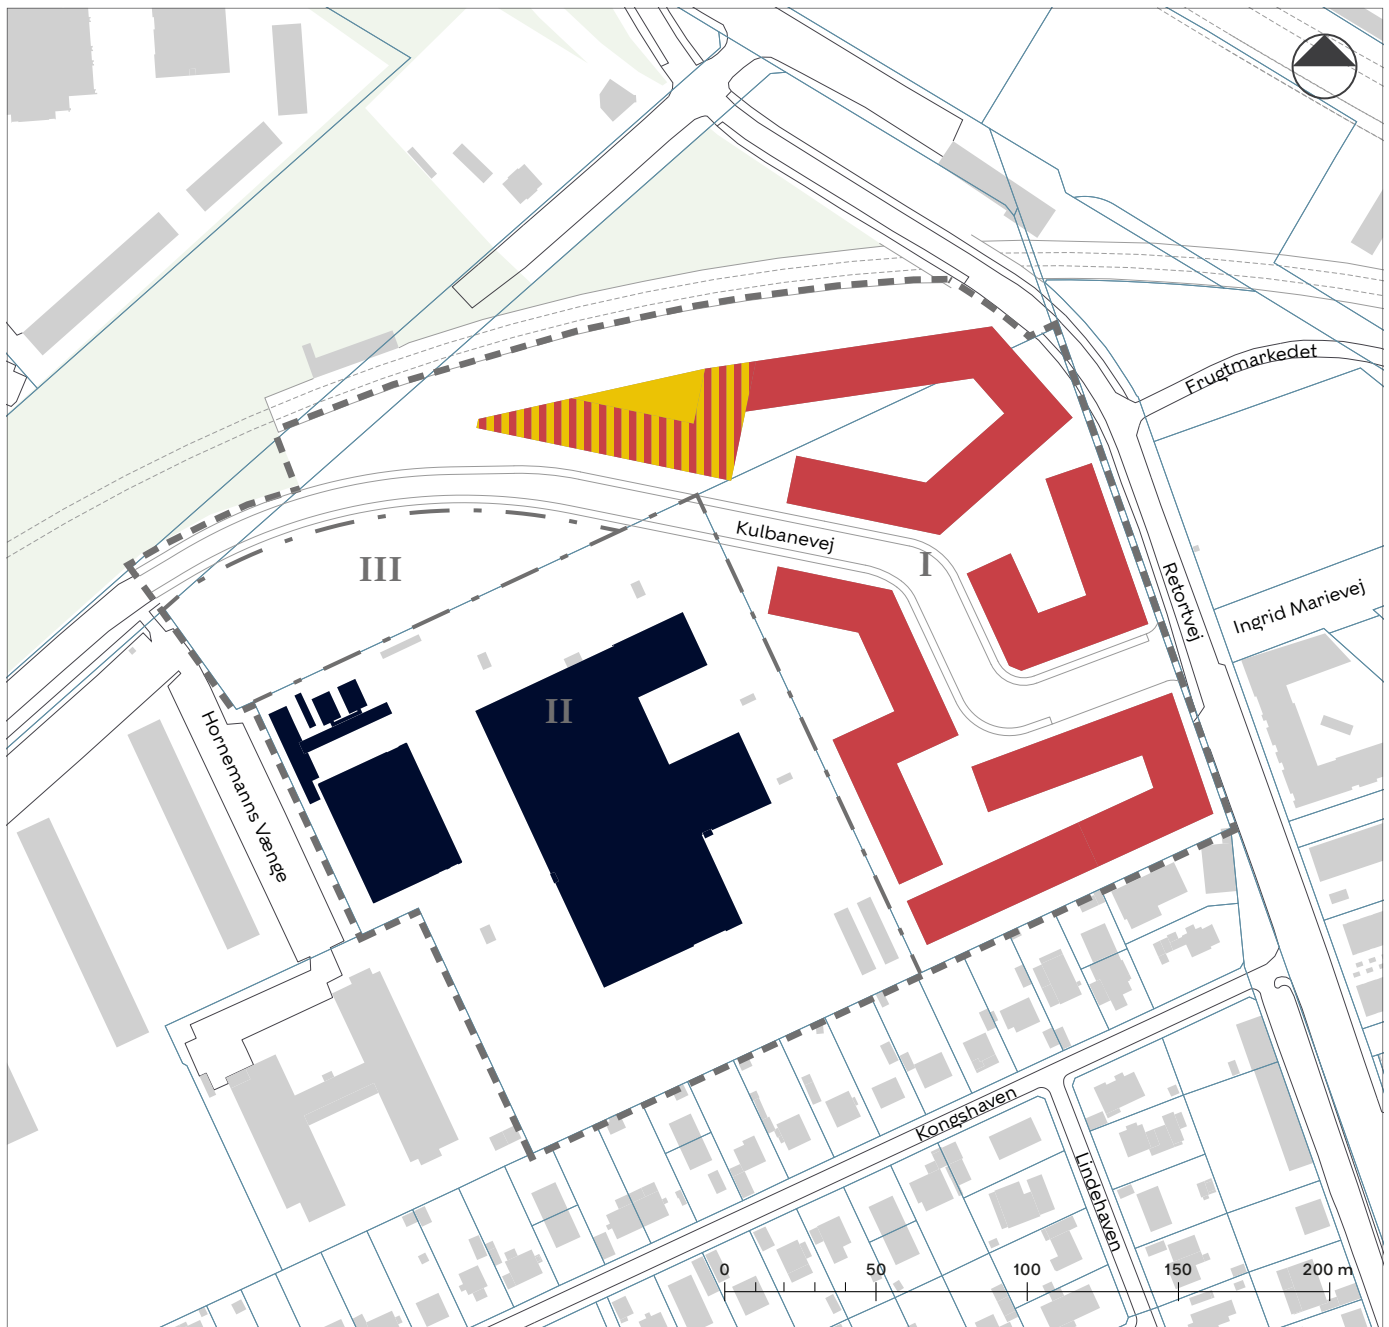 Frugtmarkedet
Kulbanevej
III
I
Retortvej
Ingrid Marievej
II
Hornemanns Vænge
Kongshaven
Lindehaven
0 50 100 150 200 m